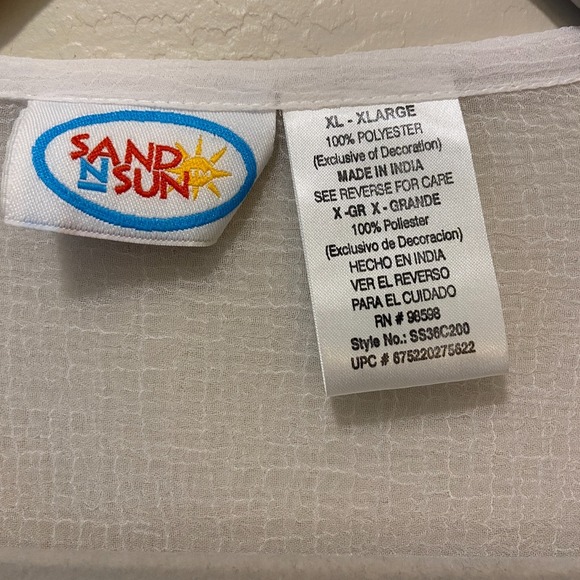 SAND
N SUN TM
XL - XLARGE
100% POLYESTER
(Exclusive of Decoration)
MADE IN INDIA
SEE REVERSE FOR CARE
X -GR X - GRANDE
100% Poliester
(Exclusivo de Decoracion)
HECHO EN INDIA
VER EL REVERSO
PARA EL CUIDADO
RN # 98598
Style No.: SS36C200
UPC # 675220275622